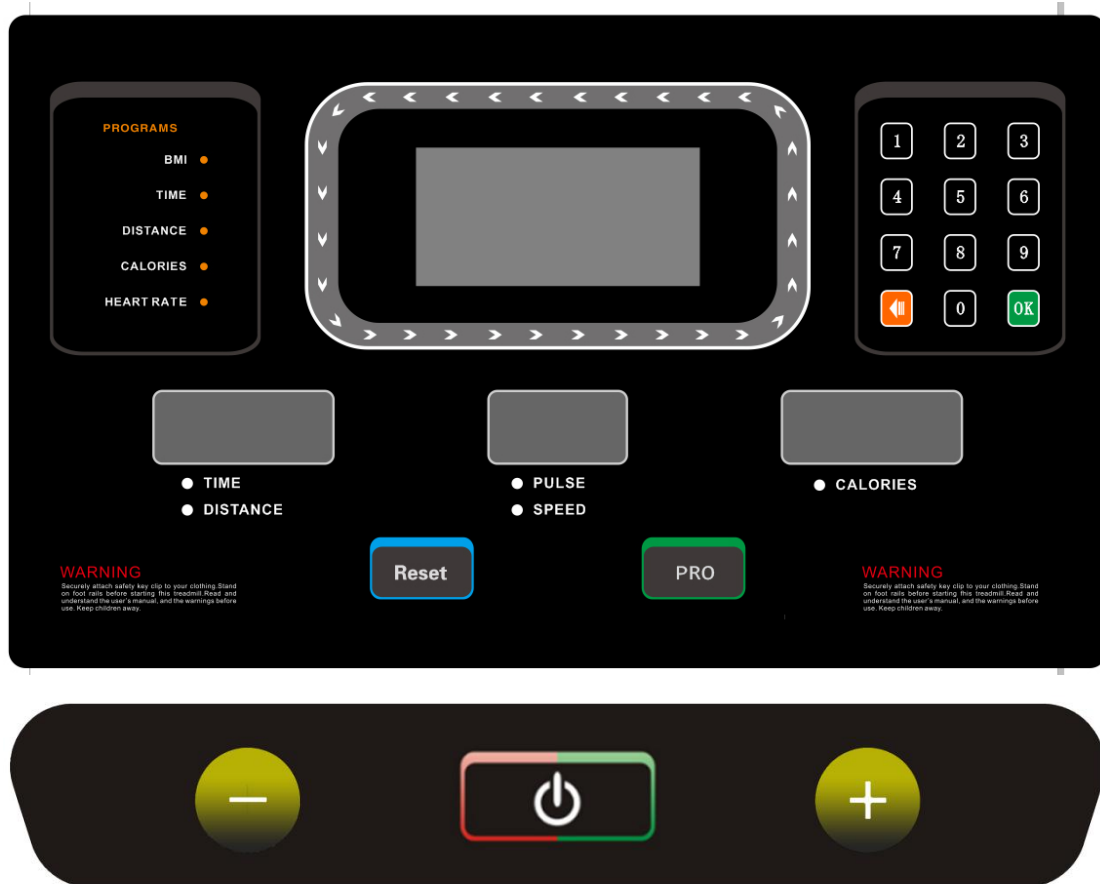 PROGRAMS
BMI
TIME
DISTANCE
CALORIES
HEART RATE
1 2 3
4 5 6
7 8 9
0 OK
TIME
DISTANCE
PULSE
SPEED
CALORIES
Reset
PRO
WARNING
Securely attach safety key clip to your clothing.Stand
on foot rails before starting fhis treadmill.Read and
understand the user's manual, and the warnings before
use. Keep children away.
WARNING
Securely attach safety key clip to your clothing.Stand
on foot rails before starting fhis treadmill.Read and
understand the user's manual, and the warnings before
use. Keep children away.
− +